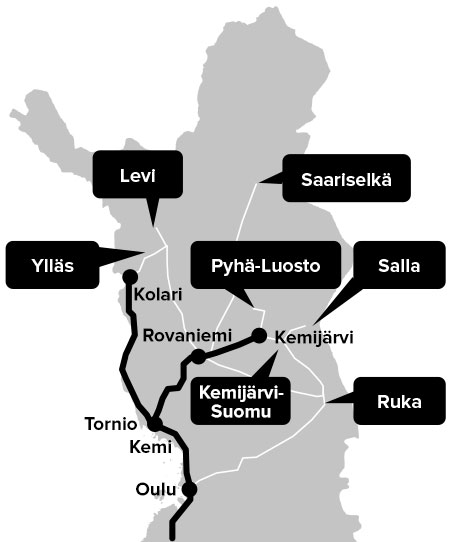 Levi
Saariselkä
Ylläs
Pyhä-Luosto
Salla
Kolari
Rovaniemi
Kemijärvi
Kemijärvi-
Suomu
Ruka
Tornio
Kemi
Oulu